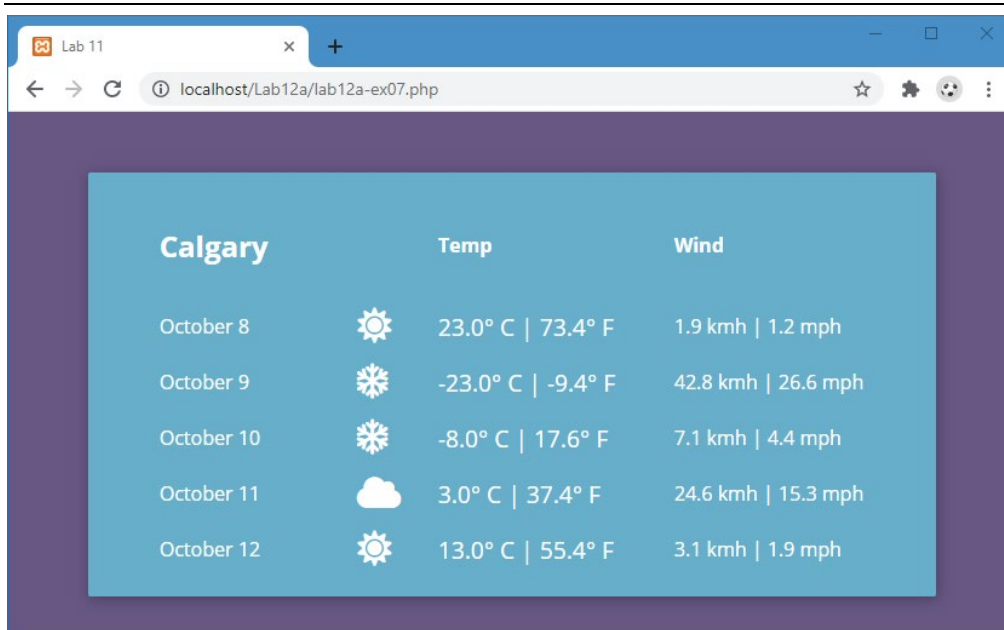 Lab 11
localhost/Lab12a/lab12a-ex07.php
Calgary Temp Wind
October 8 23.0° C | 73.4° F 1.9 kmh | 1.2 mph
October 9 -23.0° C | -9.4° F 42.8 kmh | 26.6 mph
October 10 -8.0° C | 17.6° F 7.1 kmh | 4.4 mph
October 11 3.0° C | 37.4° F 24.6 kmh | 15.3 mph
October 12 13.0° C | 55.4° F 3.1 kmh | 1.9 mph